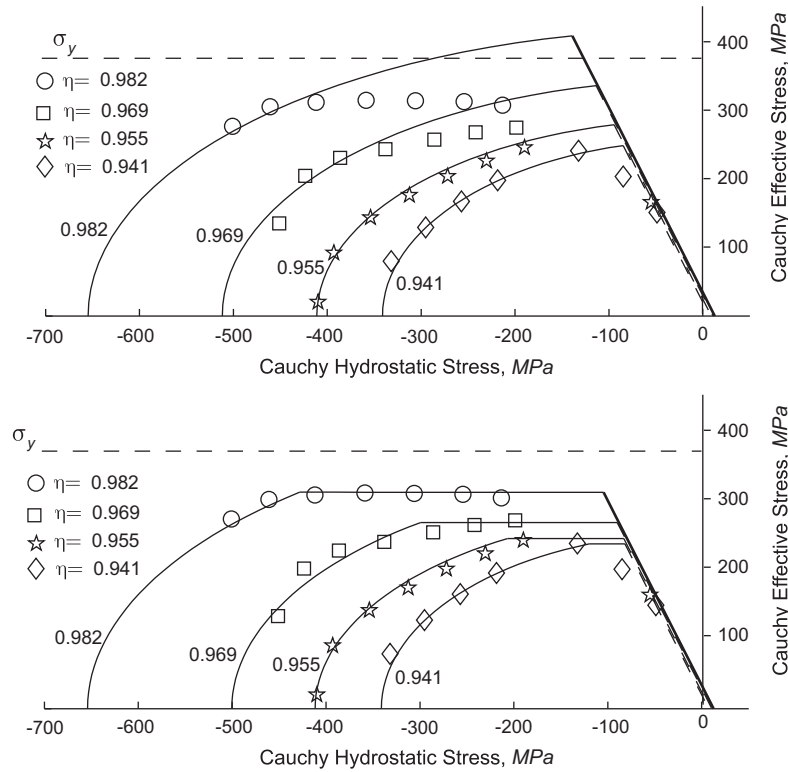 σy
η= 0.982
η= 0.969
η= 0.955
η= 0.941
0.982
0.969
0.955
0.941
400
300
200
100
Cauchy Effective Stress, MPa
-700 -600 -500 -400 -300 -200 -100 0
Cauchy Hydrostatic Stress, MPa
σy
η= 0.982
η= 0.969
η= 0.955
η= 0.941
0.982
0.969
0.955
0.941
400
300
200
100
Cauchy Effective Stress. MPa
-700 -600 -500 -400 -300 -200 -100 0
Cauchy Hydrostatic Stress, MPa